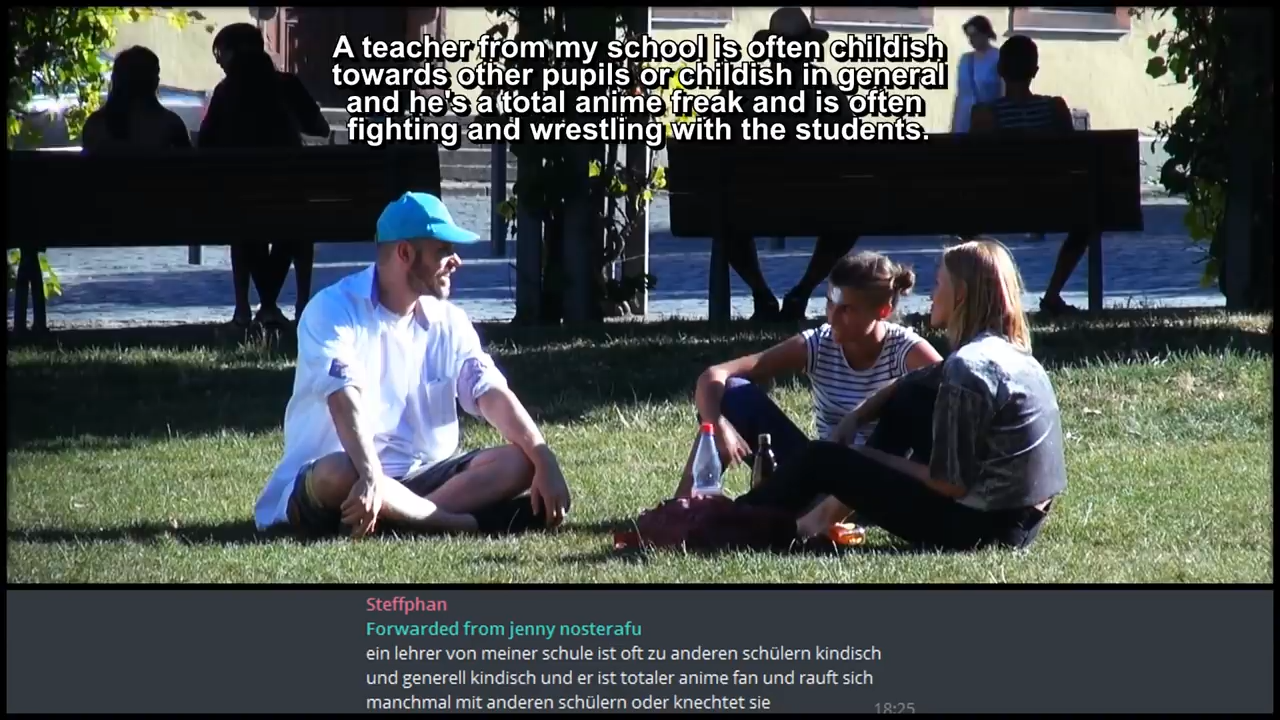 A teacher from my school is often childish
towards other pupils or childish in general
and he's a total anime freak and is often
fighting and wrestling with the students.
Steffphan
Forwarded from jenny nosterafu
ein lehrer von meiner schule ist oft zu anderen schülern kindisch
und generell kindisch und er ist totaler anime fan und rauft sich
manchmal mit anderen schülern oder knechtet sie
18:25